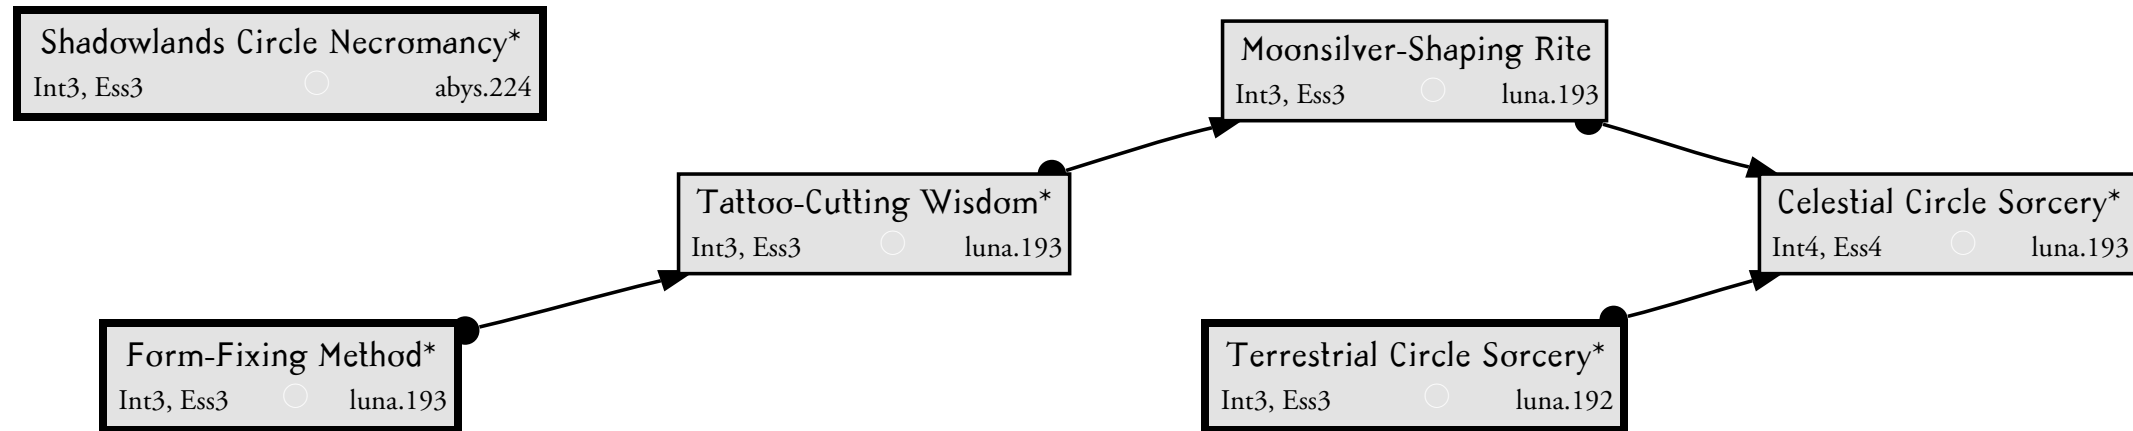 Shadowlands Circle Necromancy*
Int3, Ess3 abys.224
Moonsilver-Shaping Rite
Int3, Ess3 luna.193
Tattoo-Cutting Wisdom*
Int3, Ess3 luna.193
Celestial Circle Sorcery*
Int4, Ess4 luna.193
Form-Fixing Method*
Int3, Ess3 luna.193
Terrestrial Circle Sorcery*
Int3, Ess3 luna.192